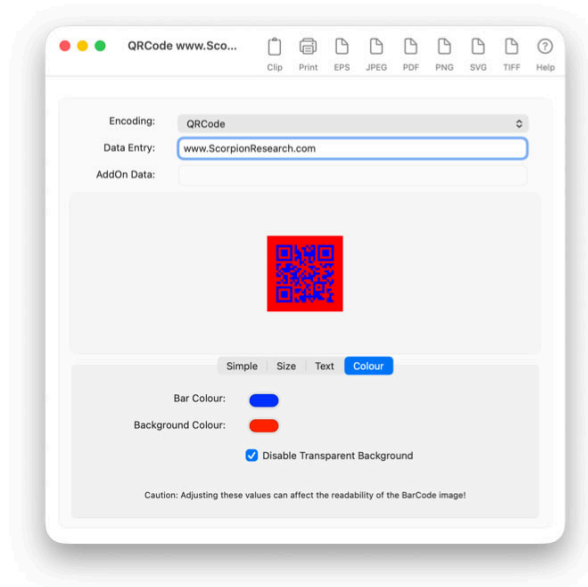 QRCode www.Sco...
Clip Print EPS JPEG PDF PNG SVG TIFF Help
Encoding: QRCode
Data Entry: www.ScorpionResearch.com
AddOn Data:
Simple Size Text Colour
Bar Colour:
Background Colour:
Disable Transparent Background
Caution: Adjusting these values can affect the readability of the BarCode image!